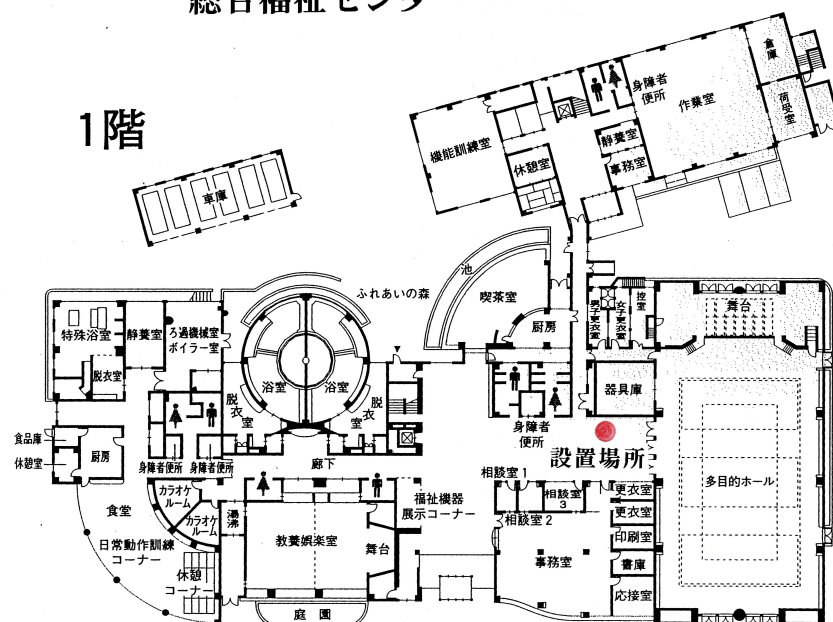 総合福祉センター
1階
倉庫
身障者
便所
作業室
荷受室
機能訓練室
静養室
休憩室
事務室
車庫
池
ふれあいの森
喫茶室
控室
舞台
男子更衣室
女子更衣室
特殊浴室
静養室
ろ過機械室
ボイラー室
厨房
脱衣室
浴室
浴室
器具庫
脱衣室
脱衣室
身障者
便所
設置場所
食品庫
休憩室
厨房
身障者便所
身障者便所
廊下
相談室1
相談室3
更衣室
多目的ホール
カラオケ
ルーム
福祉機器
展示コーナー
食堂
カラオケ
ルーム
湯沸
相談室2
更衣室
日常動作訓練
コーナー
教養娯楽室
舞台
印刷室
事務室
書庫
休憩
コーナー
応接室
庭園